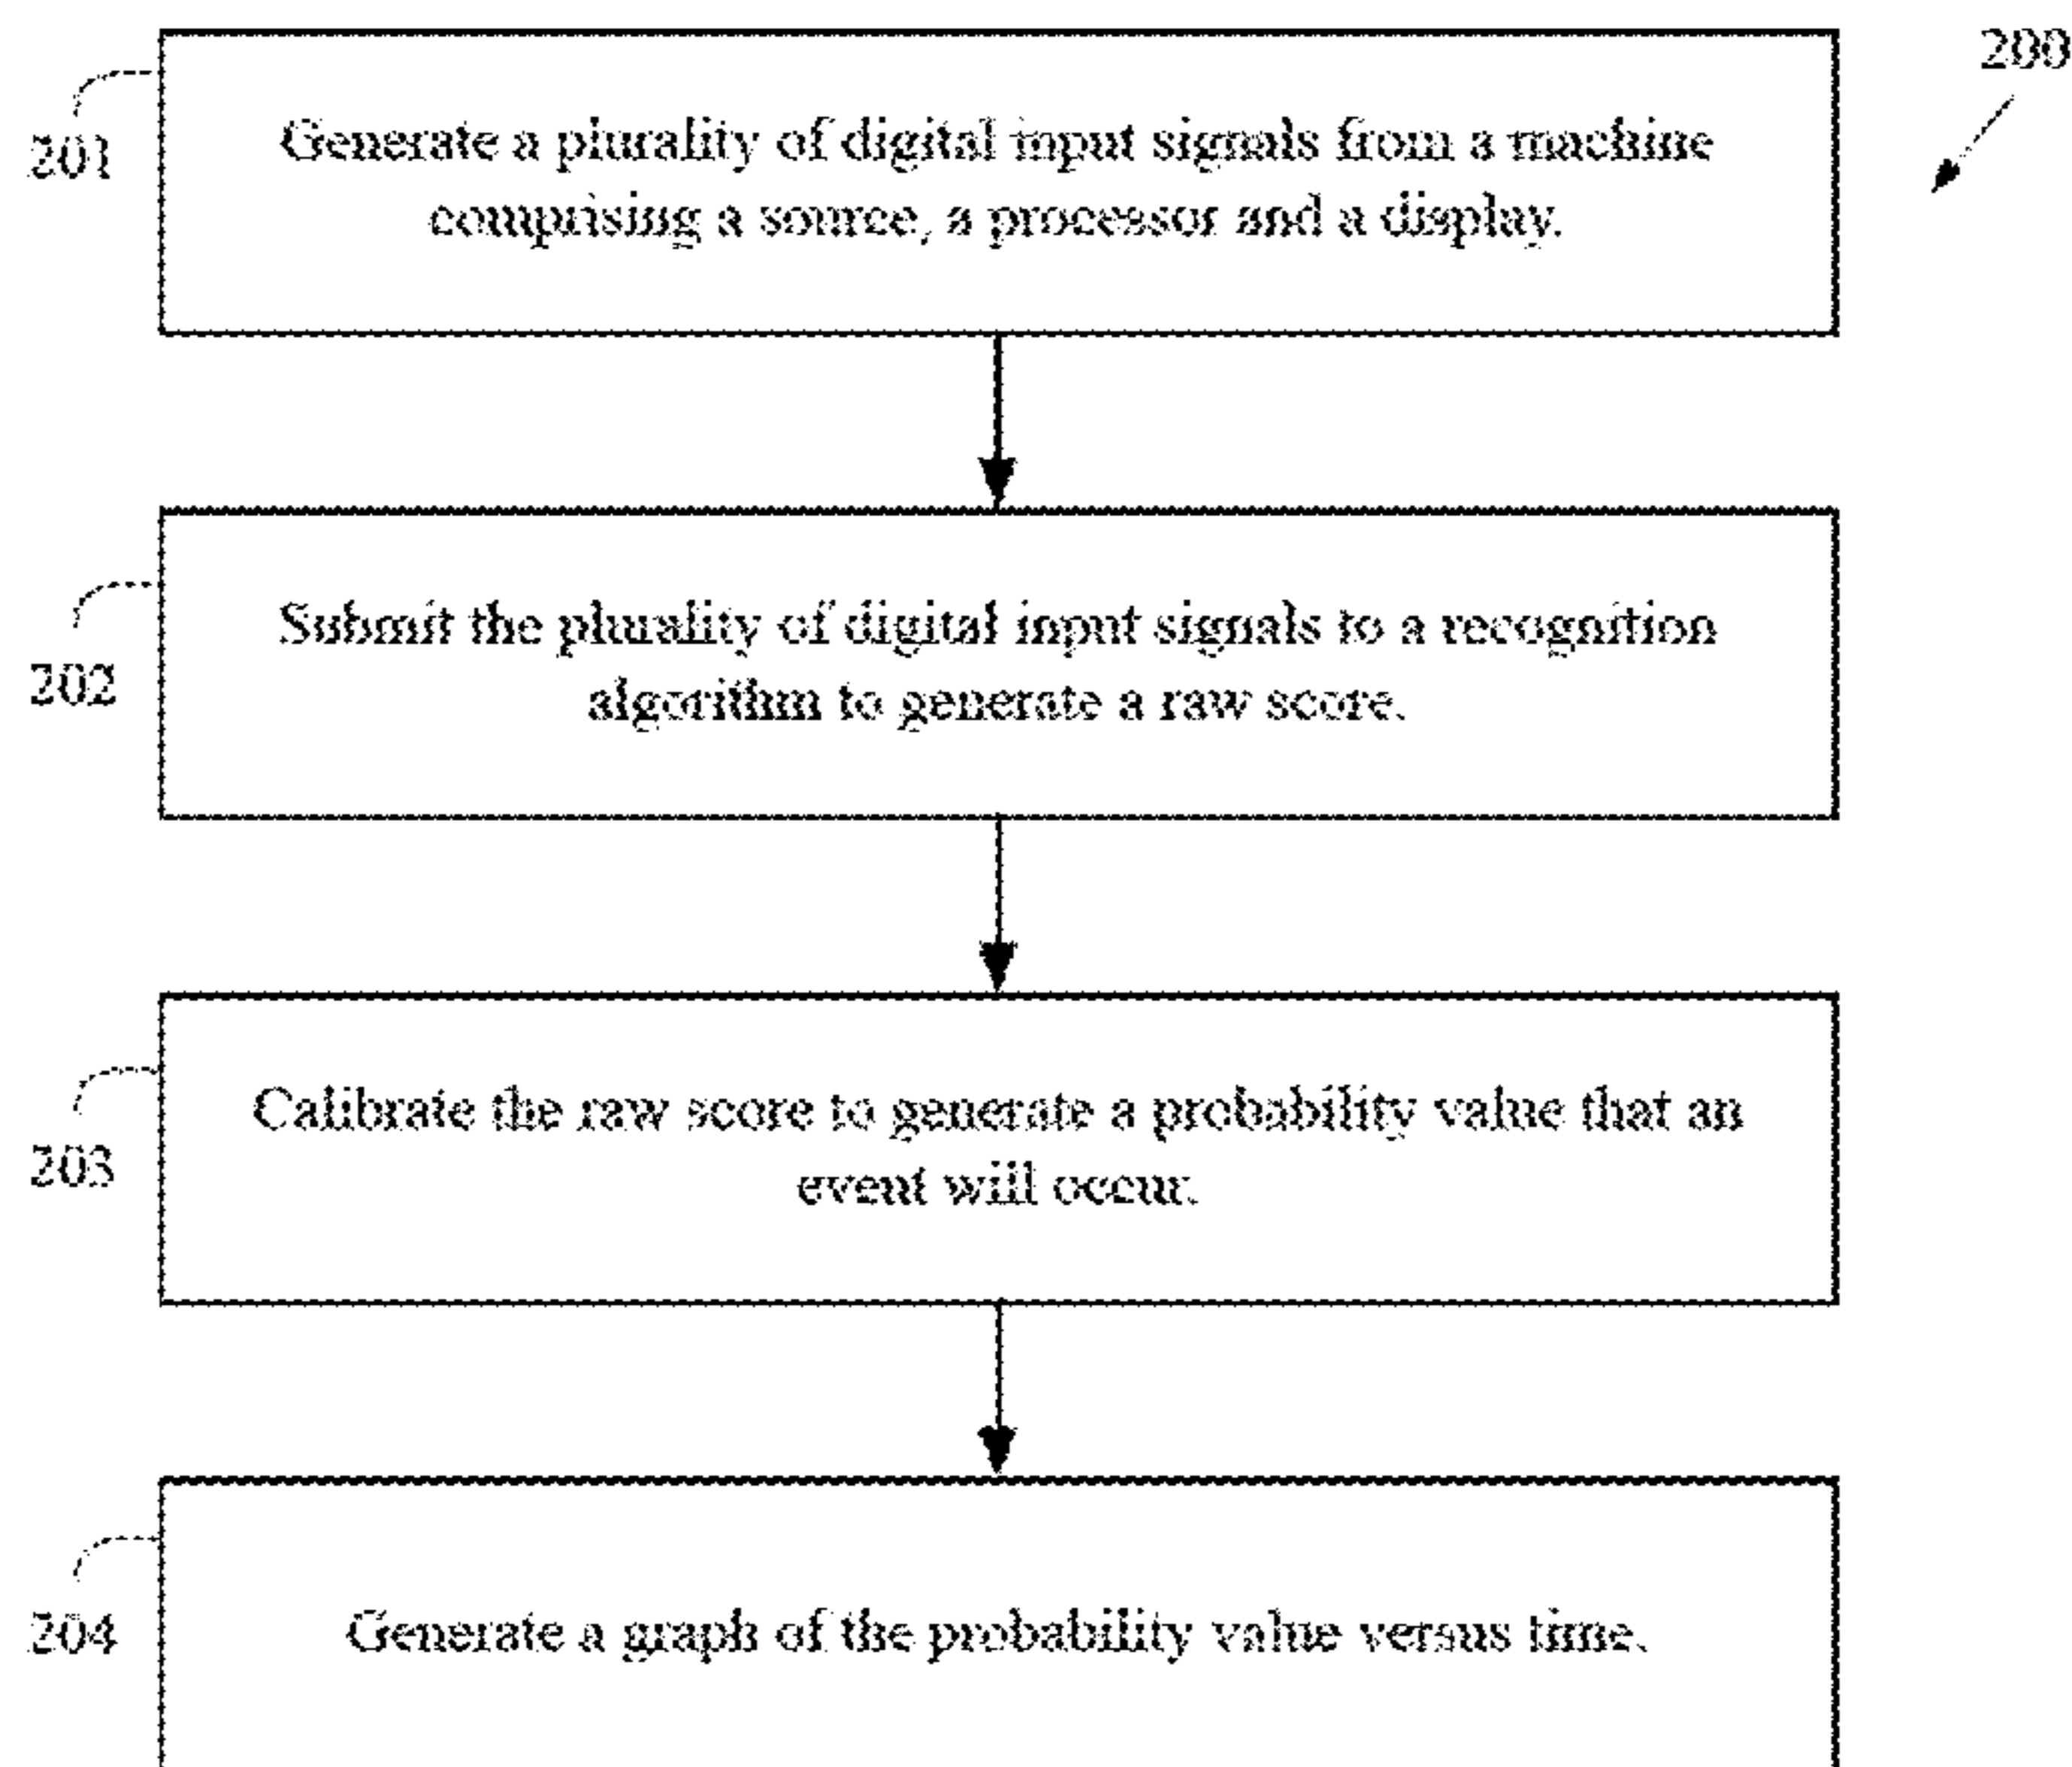 200
201
Generate a plurality of digital input signals from a machine
comprising a source, a processor and a display.
202
Submit the plurality of digital input signals to a recognition
algorithm to generate a raw score.
203
Calibrate the raw score to generate a probability value that an
event will occur.
204
Generate a graph of the probability value versus time.